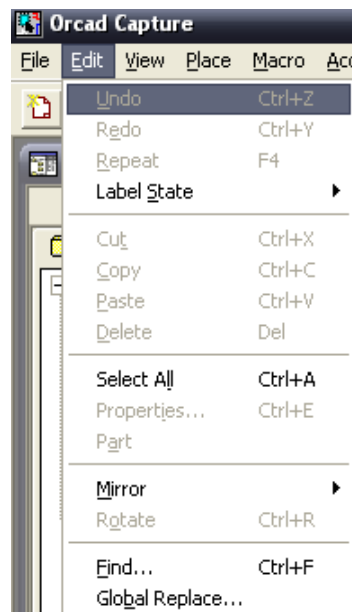 Orcad Capture
File Edit View Place Macro
Undo Ctrl+Z
Redo Ctrl+Y
Repeat F4
Label State
Cut Ctrl+X
Copy Ctrl+C
Paste Ctrl+V
Delete Del
Select All Ctrl+A
Properties... Ctrl+E
Part
Mirror
Rotate Ctrl+R
Find... Ctrl+F
Global Replace...